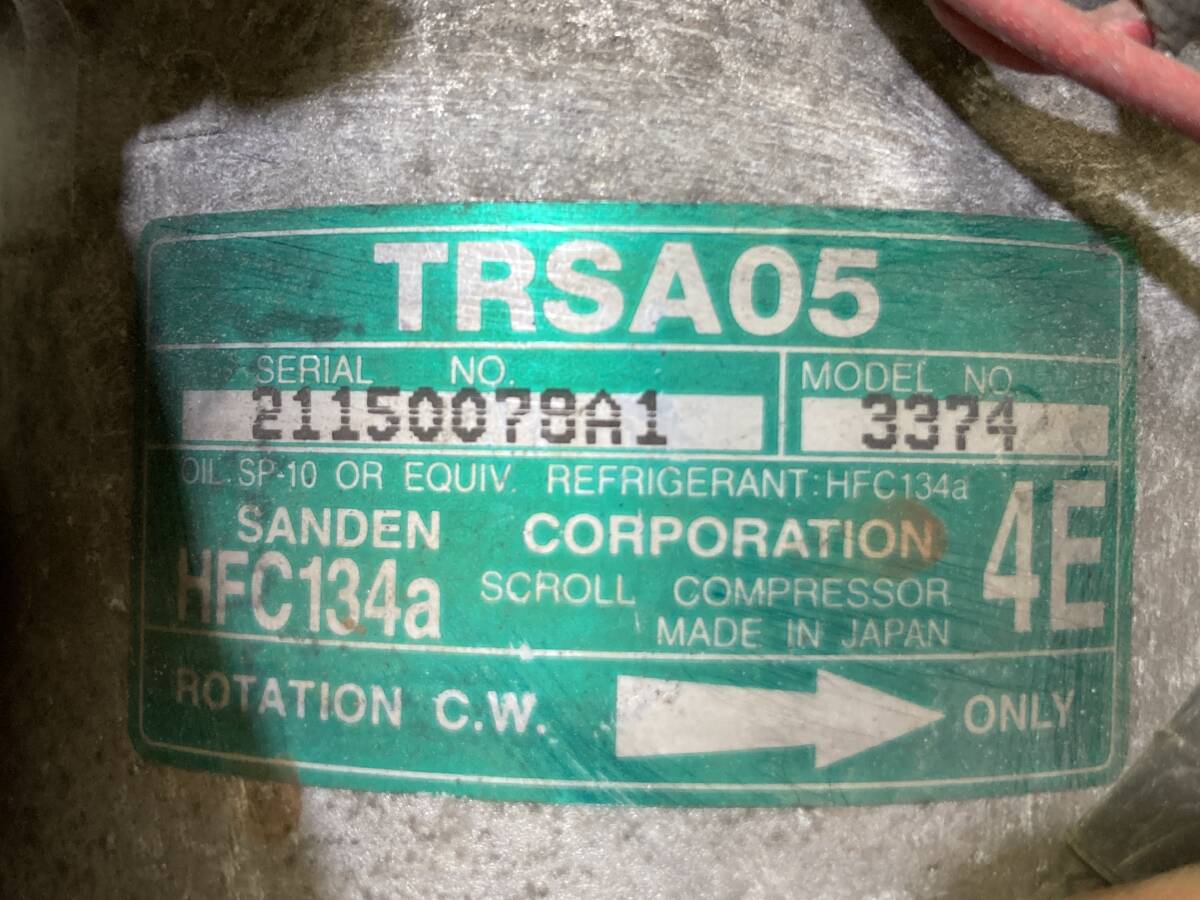 TRSA05
SERIAL NO. MODEL NO.
21150078A1 3374
OIL. SP-10 OR EQUIV. REFRIGERANT:HFC134a
SANDEN CORPORATION 4E
HFC134a SCROLL COMPRESSOR
MADE IN JAPAN
ROTATION C.W. ONLY